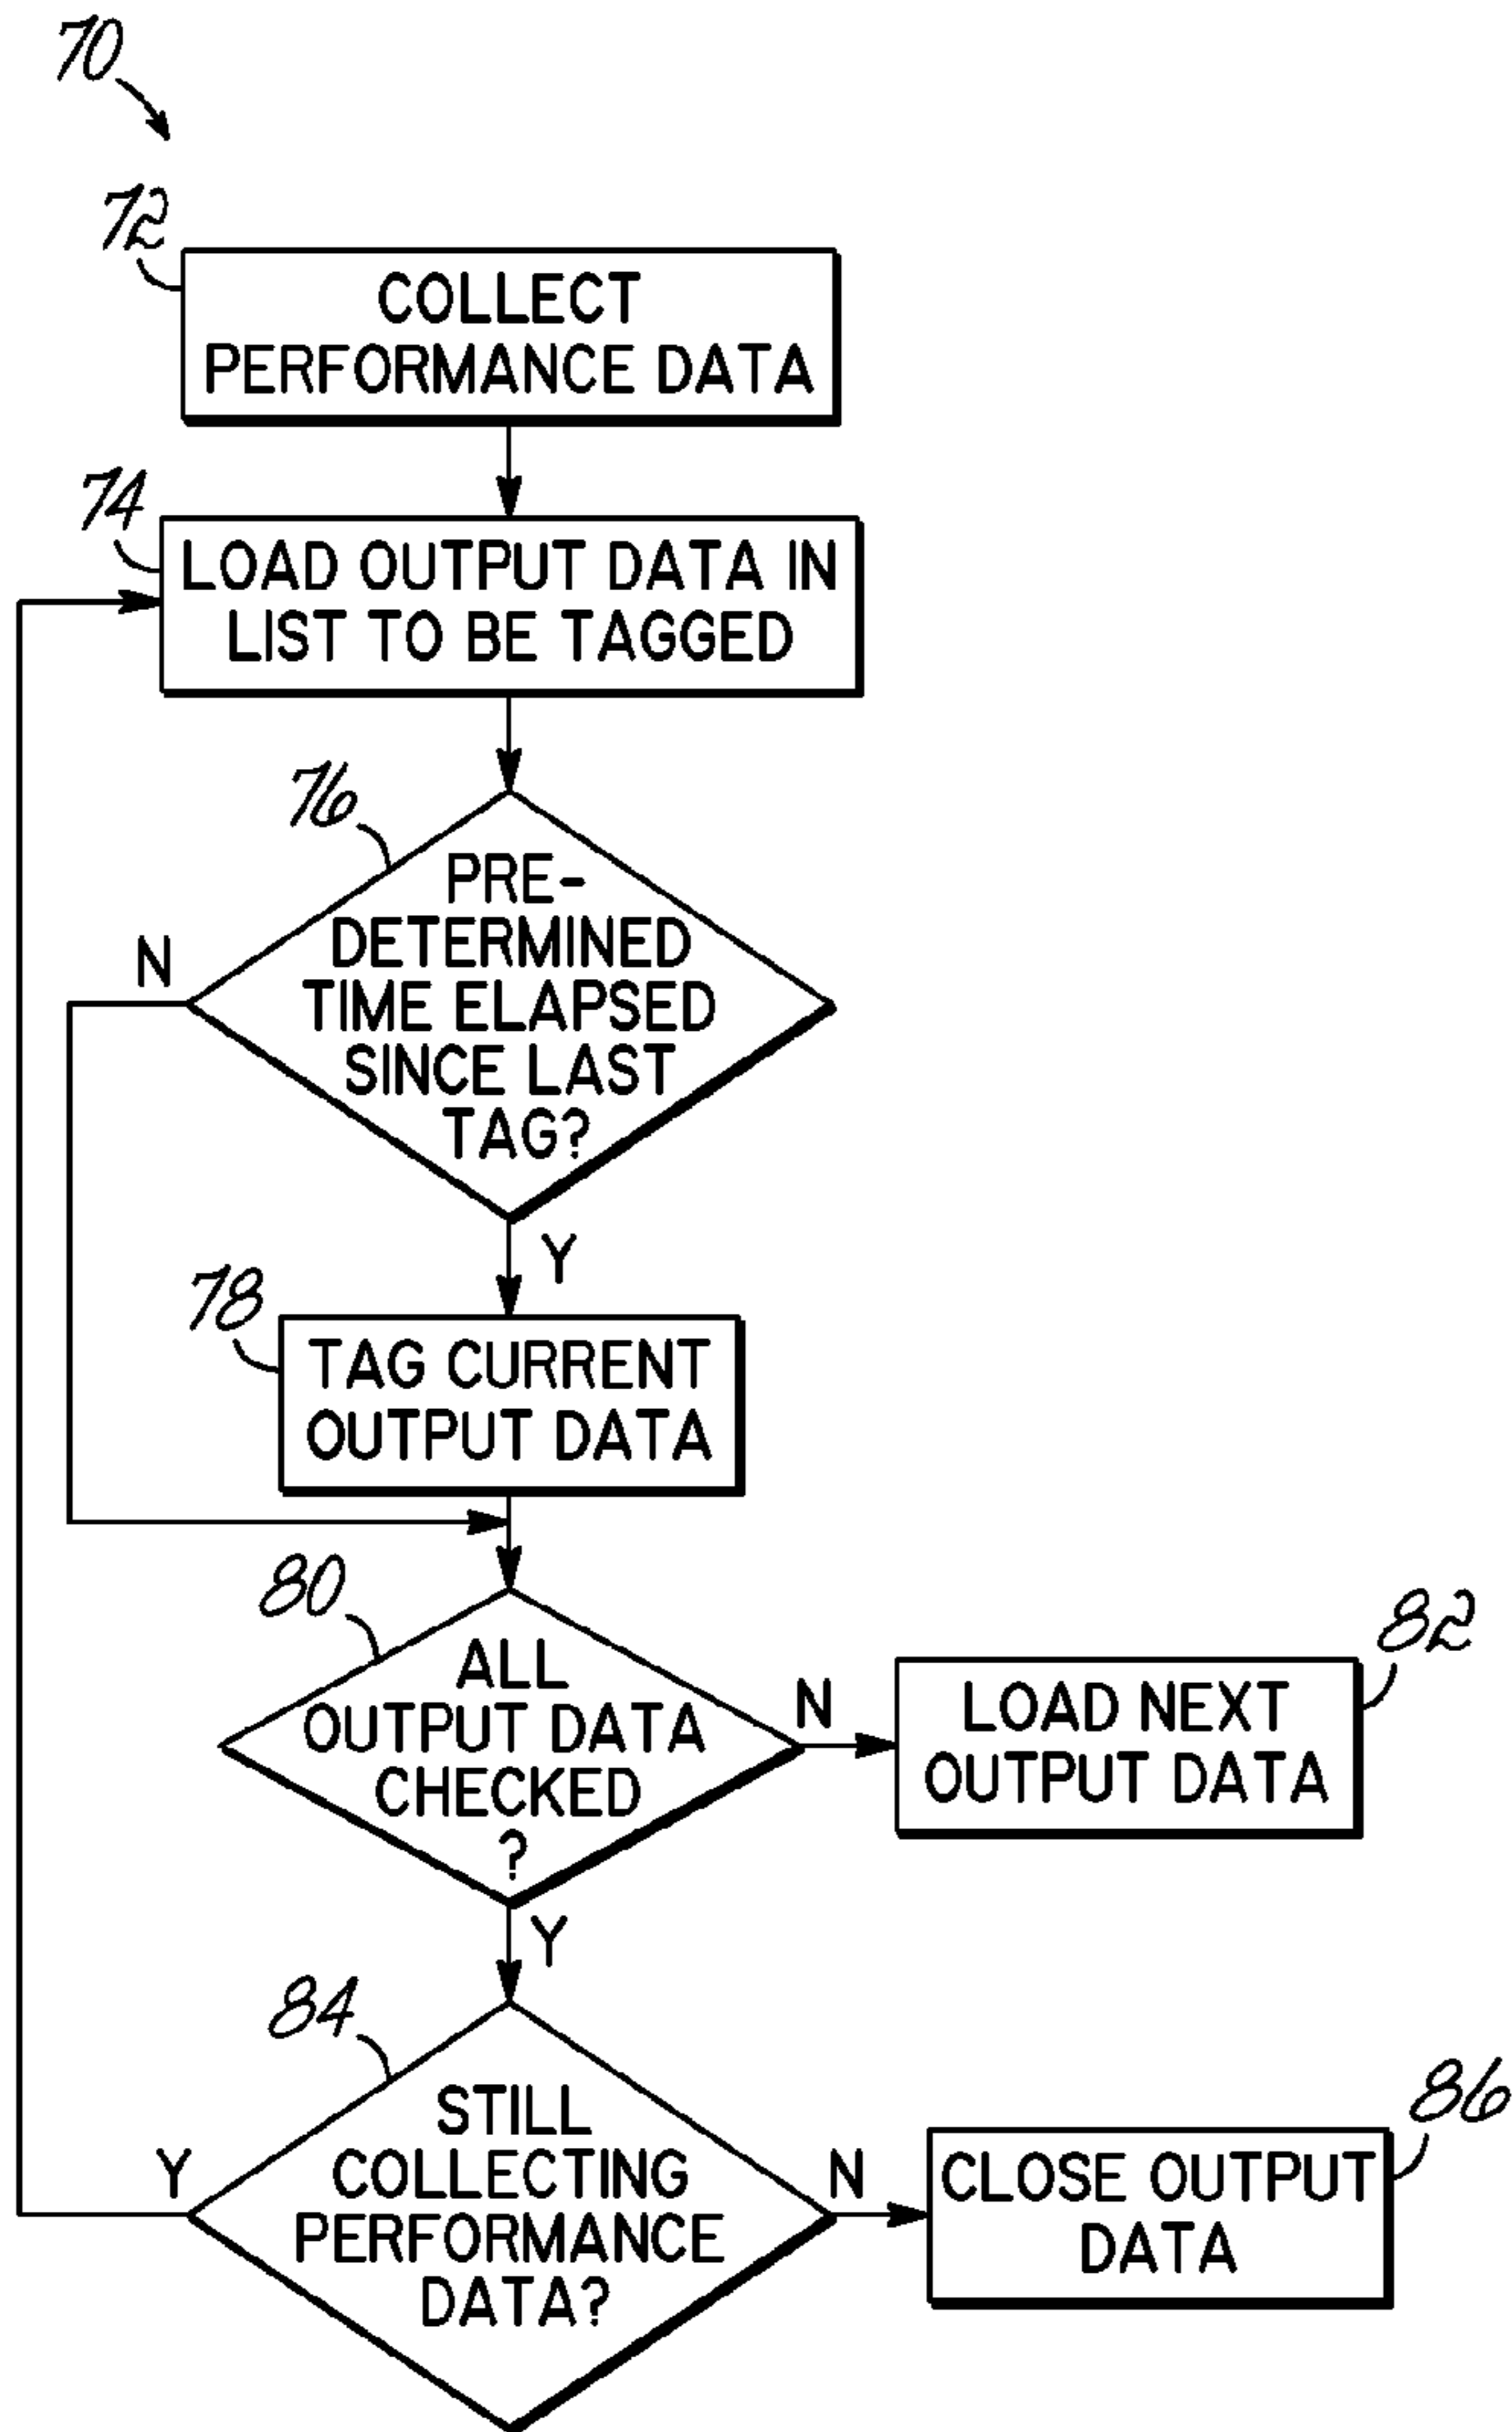 70
72
COLLECT
PERFORMANCE DATA
74
LOAD OUTPUT DATA IN
LIST TO BE TAGGED
76
PRE-
DETERMINED
TIME ELAPSED
SINCE LAST
TAG?
N
Y
78
TAG CURRENT
OUTPUT DATA
80
ALL
OUTPUT DATA
CHECKED
?
N
82
LOAD NEXT
OUTPUT DATA
Y
84
STILL
COLLECTING
PERFORMANCE
DATA?
Y
N
86
CLOSE OUTPUT
DATA